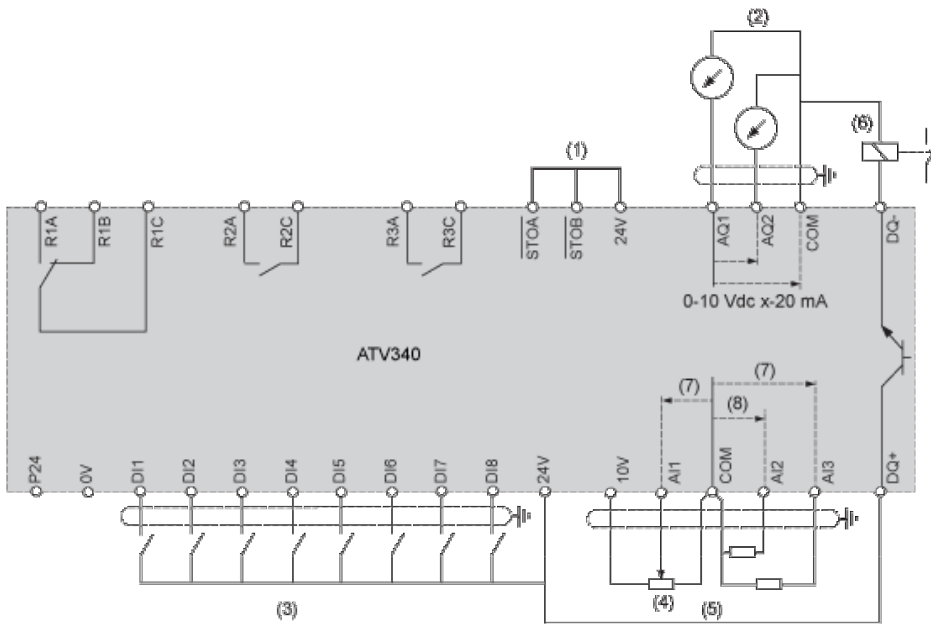 (2)
(6)
(1)
R1A R1B R1C R2A R2C R3A R3C STOA STOB 24V AQ1 AQ2 COM DQ-
0-10 Vdc x-20 mA
ATV340
(7)
(7)
(8)
P24 0V DI1 DI2 DI3 DI4 DI5 DI6 DI7 DI8 24V 10V AI1 COM AI2 AI3 DQ+
(3)
(4)
(5)